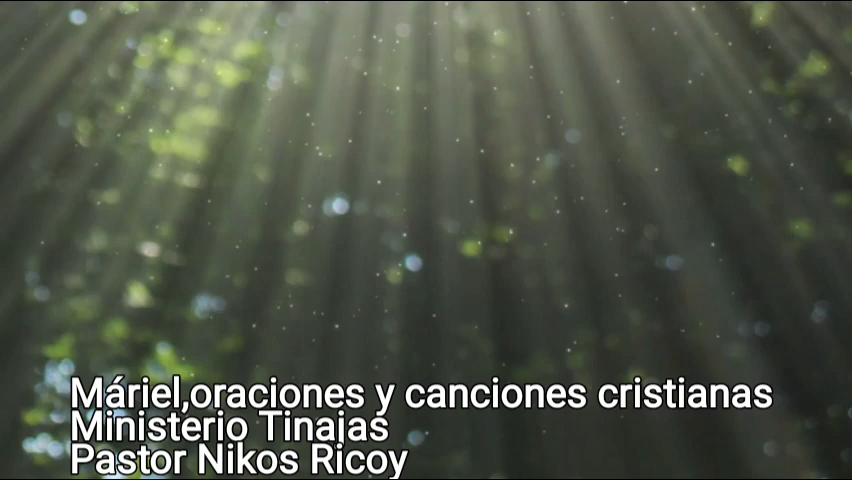 Máriel,oraciones y canciones cristianas
Ministerio Tinajas
Pastor Nikos Ricoy